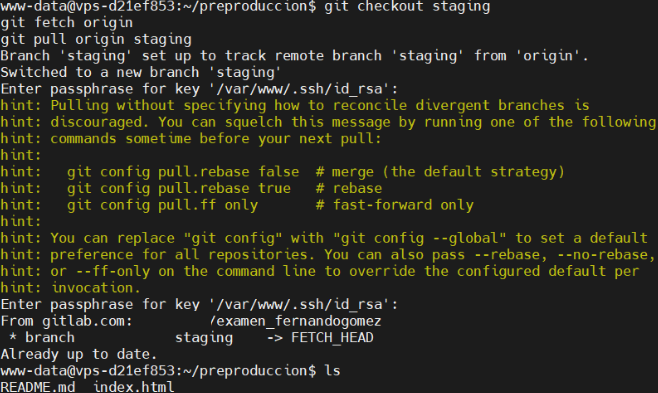 www-data@vps-d21ef853:~/preproduccion$ git checkout staging
git fetch origin
git pull origin staging
Branch 'staging' set up to track remote branch 'staging' from 'origin'.
Switched to a new branch 'staging'
Enter passphrase for key '/var/www/.ssh/id_rsa':
hint: Pulling without specifying how to reconcile divergent branches is
hint: discouraged. You can squelch this message by running one of the following
hint: commands sometime before your next pull:
hint:
hint:   git config pull.rebase false  # merge (the default strategy)
hint:   git config pull.rebase true   # rebase
hint:   git config pull.ff only       # fast-forward only
hint:
hint: You can replace "git config" with "git config --global" to set a default
hint: preference for all repositories. You can also pass --rebase, --no-rebase,
hint: or --ff-only on the command line to override the configured default per
hint: invocation.
Enter passphrase for key '/var/www/.ssh/id_rsa':
From gitlab.com:         /examen_fernandogomez
 * branch            staging    -> FETCH_HEAD
Already up to date.
www-data@vps-d21ef853:~/preproduccion$ ls
README.md  index.html